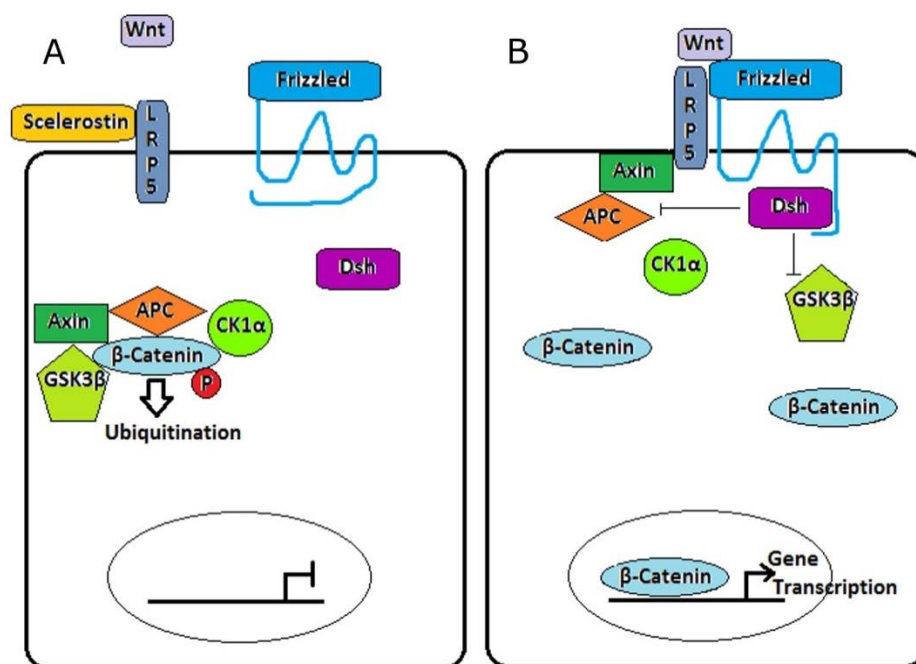 A
Wnt
Frizzled
Scelerostin
L
R
P
5
Dsh
Axin
APC
CK1α
β-Catenin
GSK3β
P
Ubiquitination
B
Wnt
Frizzled
L
R
P
5
Axin
APC
Dsh
CK1α
GSK3β
β-Catenin
β-Catenin
β-Catenin
Gene
Transcription